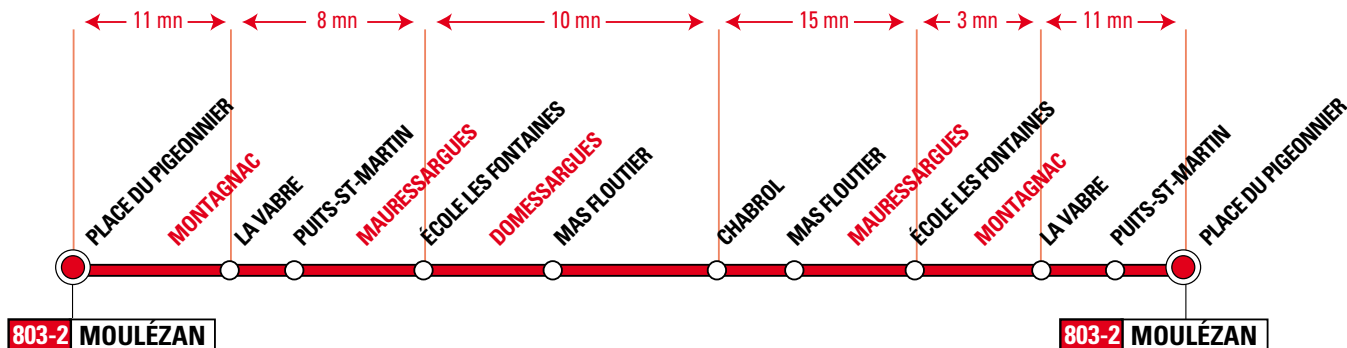 11 mn
8 mn
10 mn
15 mn
3 mn
11 mn
PLACE DU PIGEONNIER
MONTAGNAC
LA VABRE
PUITS-ST-MARTIN
MAURESSARGUES
ÉCOLE LES FONTAINES
DOMESSARGUES
MAS FLOUTIER
CHABROL
MAS FLOUTIER
MAURESSARGUES
ÉCOLE LES FONTAINES
MONTAGNAC
LA VABRE
PUITS-ST-MARTIN
PLACE DU PIGEONNIER
803-2 MOULÉZAN
803-2 MOULÉZAN